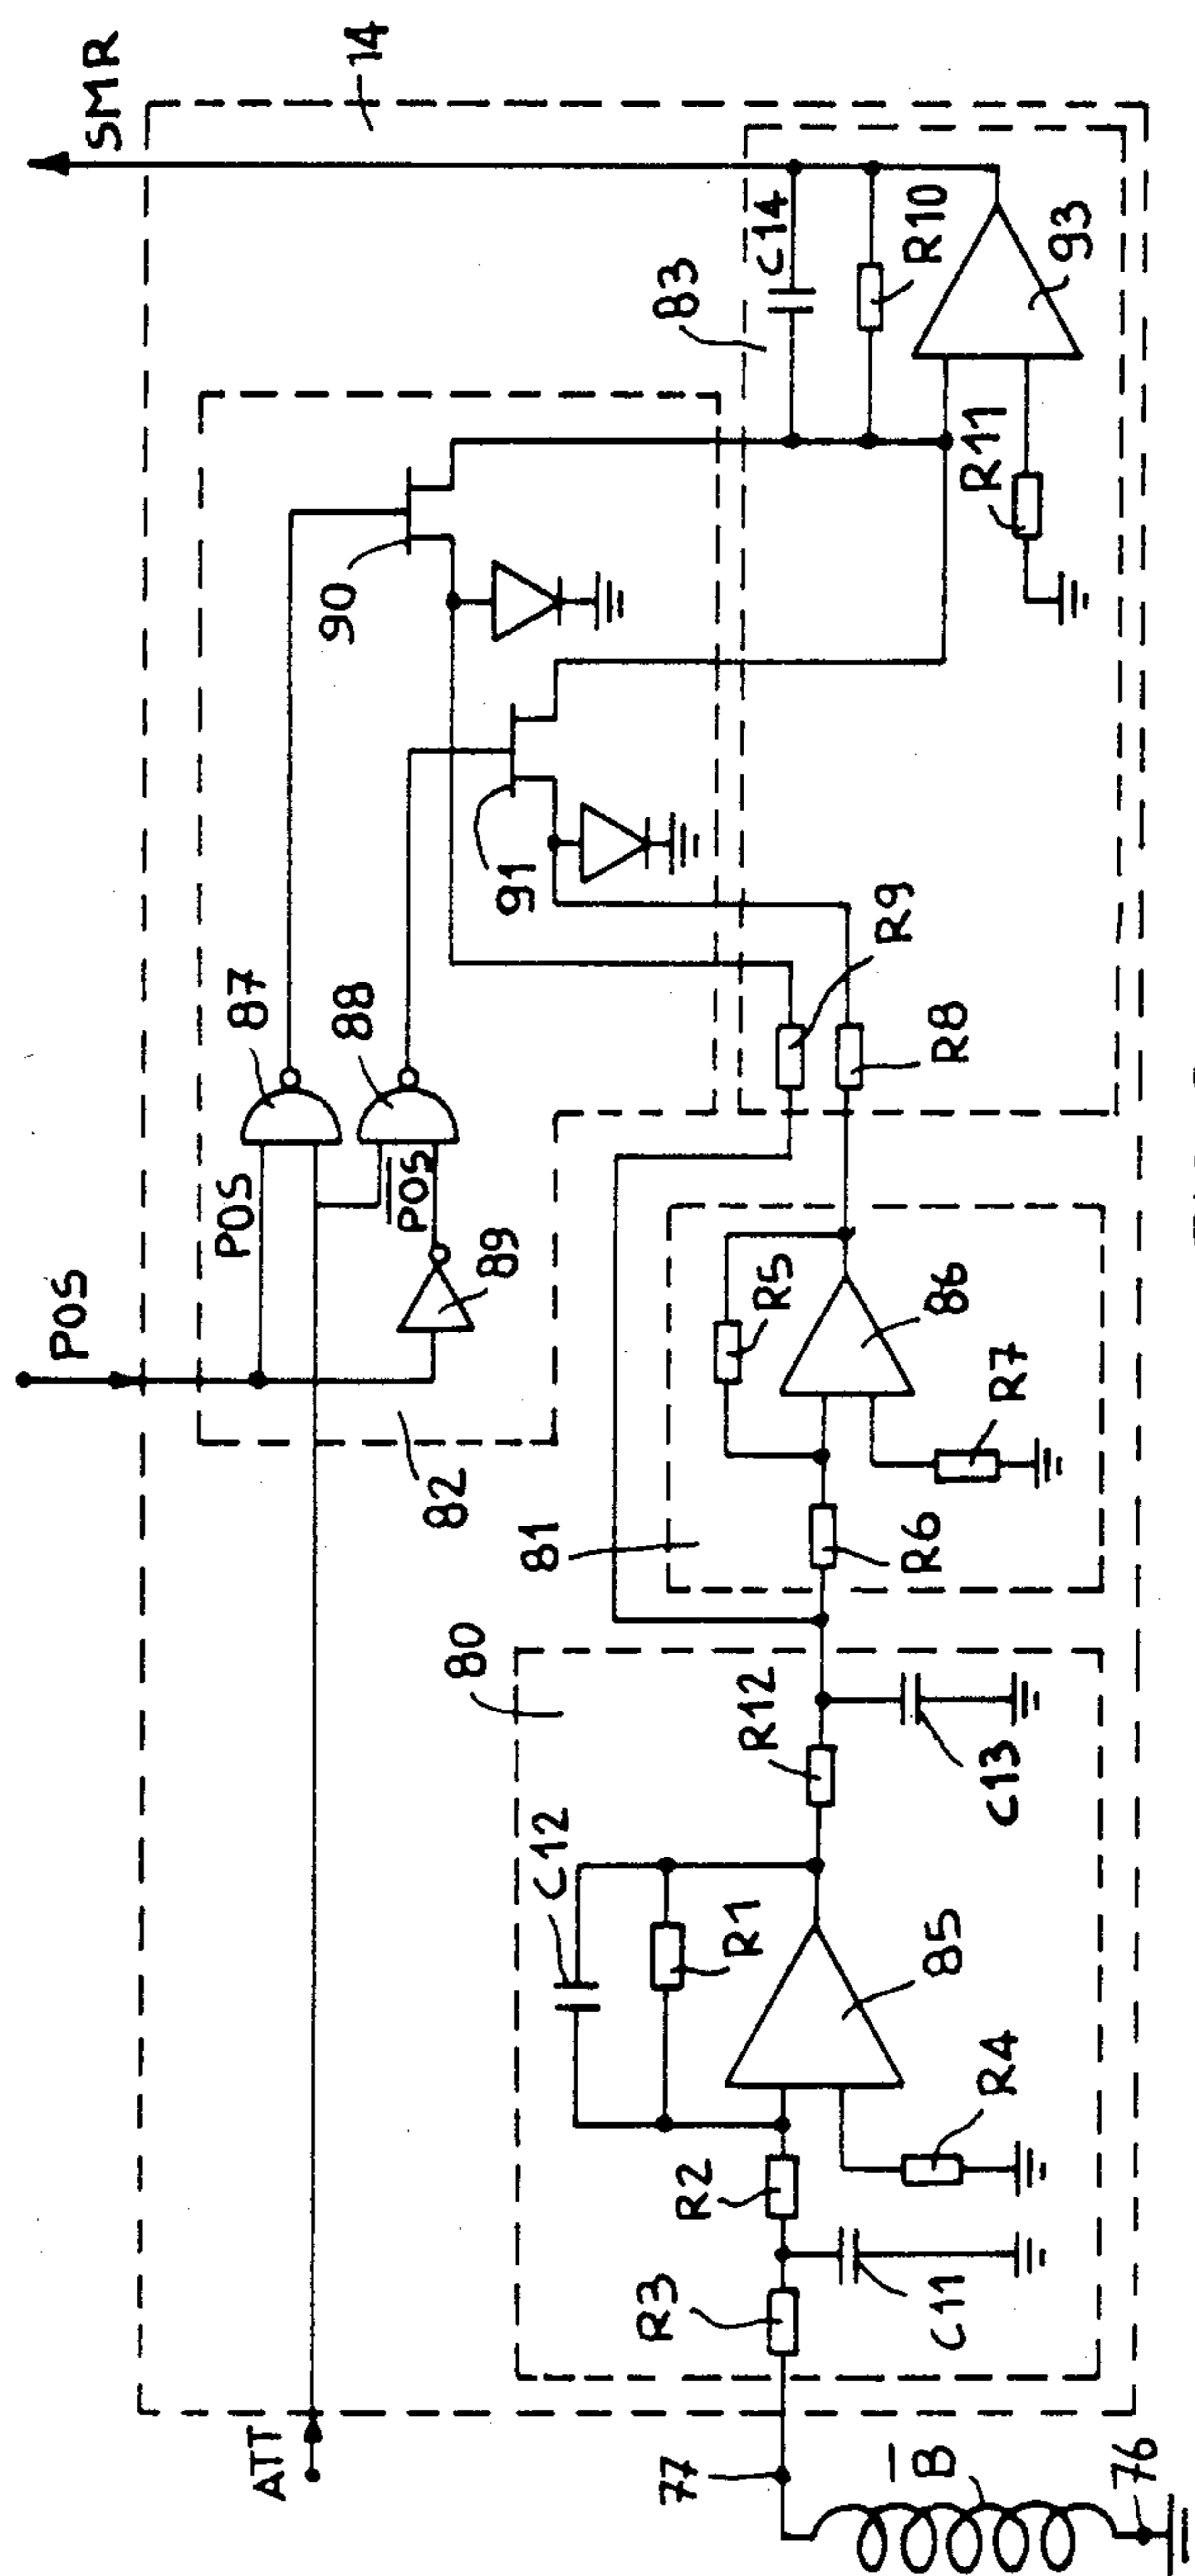 SMR
14
POS
ATT
POS
87
88
P̅O̅S̅
89
82
90
91
83
C14
R10
93
R11
R9
R8
R5
86
R7
81
R6
80
R12
C13
C12
R1
85
R4
R2
R3
C11
77
B̅
76